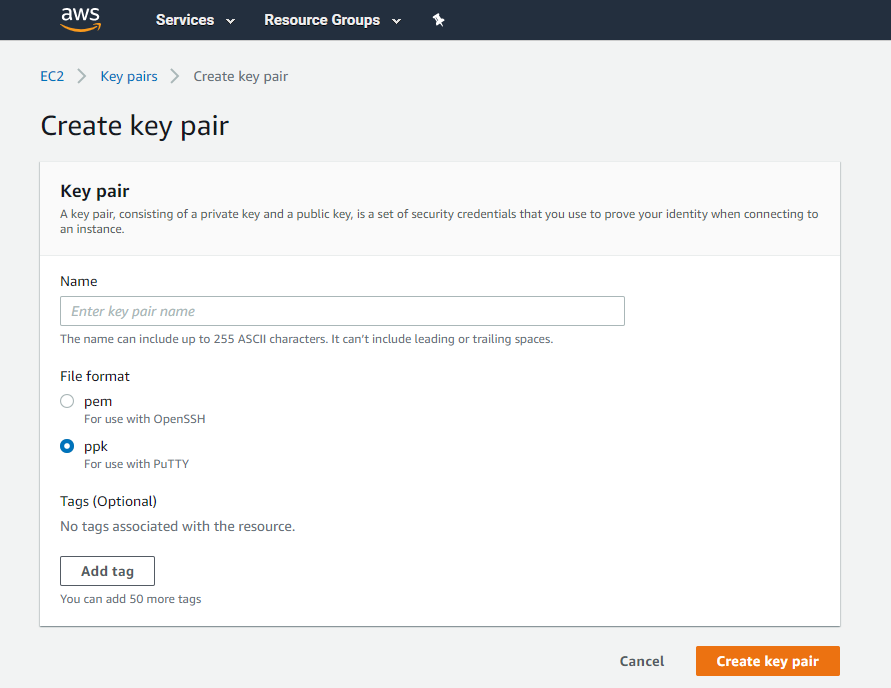 aws Services Resource Groups
EC2 Key pairs Create key pair
Create key pair
Key pair
A key pair, consisting of a private key and a public key, is a set of security credentials that you use to prove your identity when connecting to
an instance.
Name
Enter key pair name
The name can include up to 255 ASCII characters. It can't include leading or trailing spaces.
File format
pem
For use with OpenSSH
ppk
For use with PuTTY
Tags (Optional)
No tags associated with the resource.
Add tag
You can add 50 more tags
Cancel Create key pair